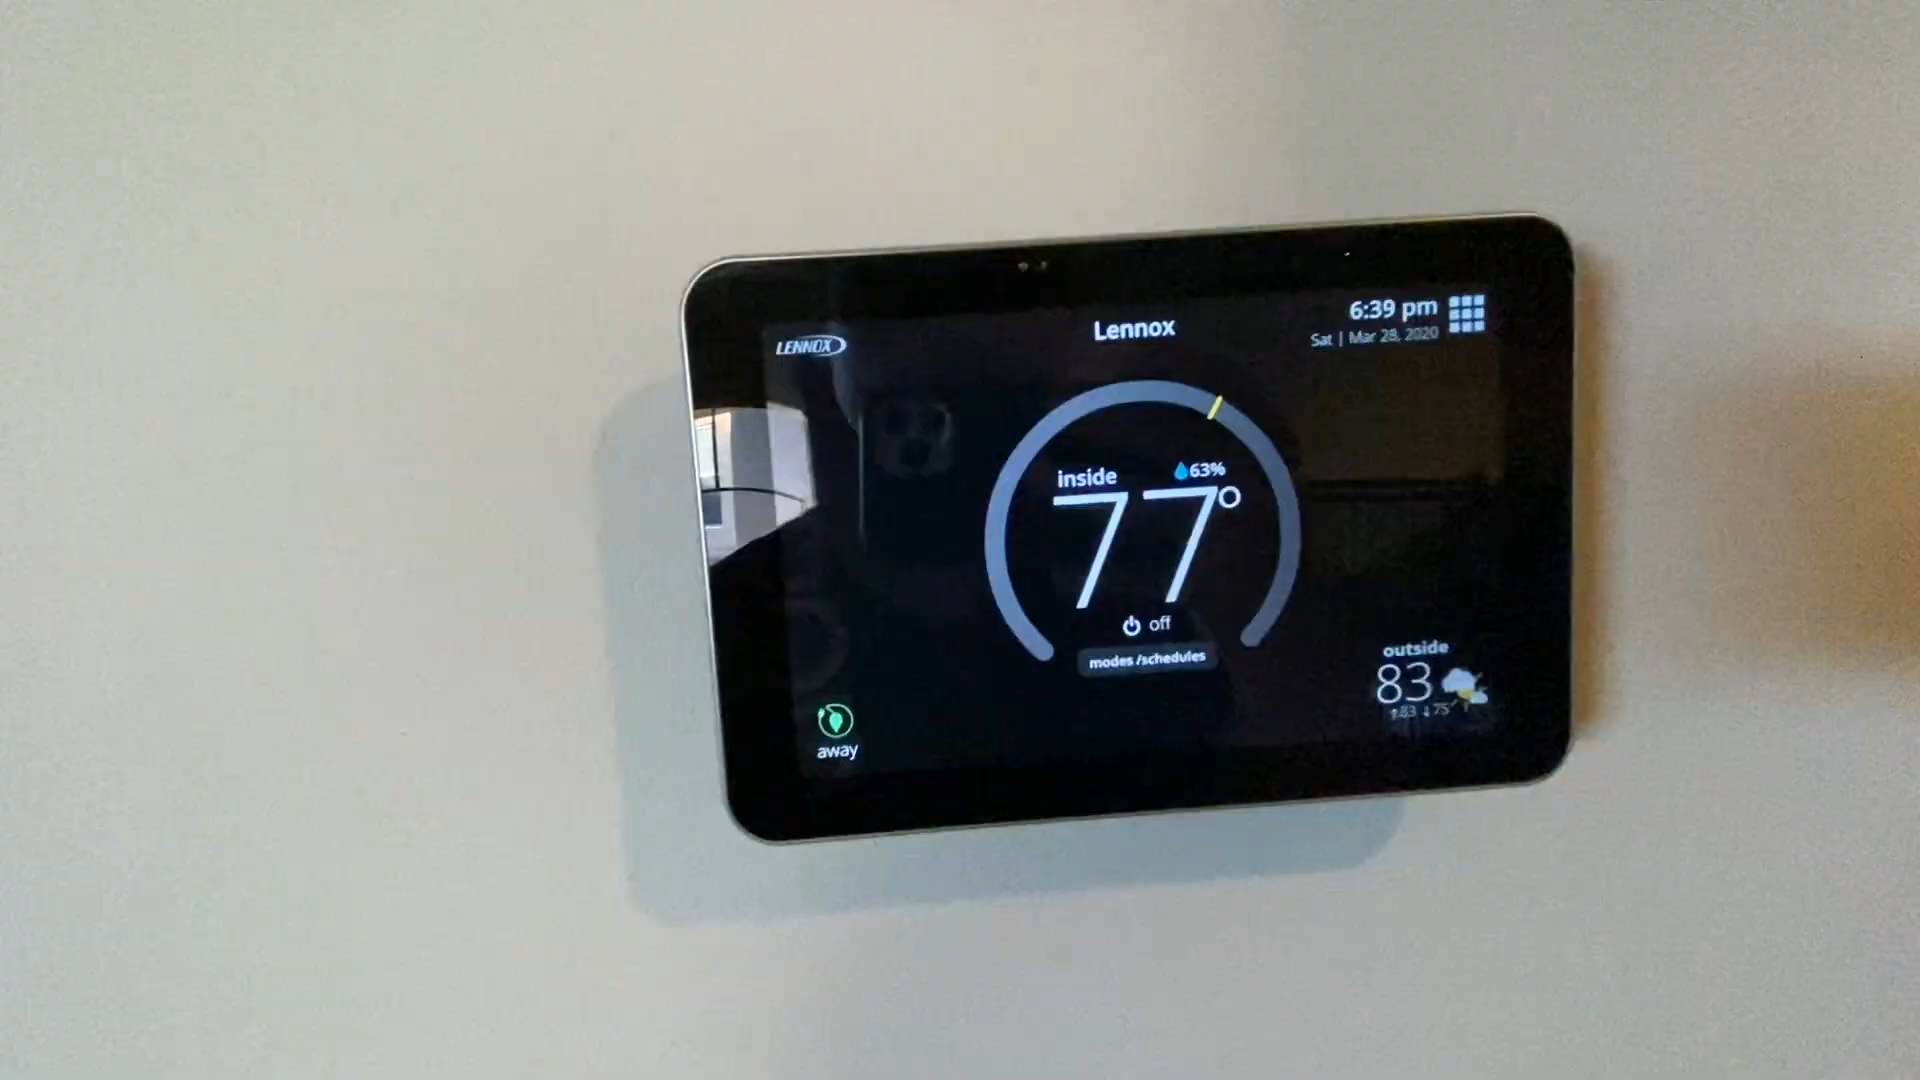 LENNOX
Lennox
6:39 pm
Sat | Mar 28, 2020
inside
63%
77°
off
modes /schedules
outside
83
↑83 ↓75
away